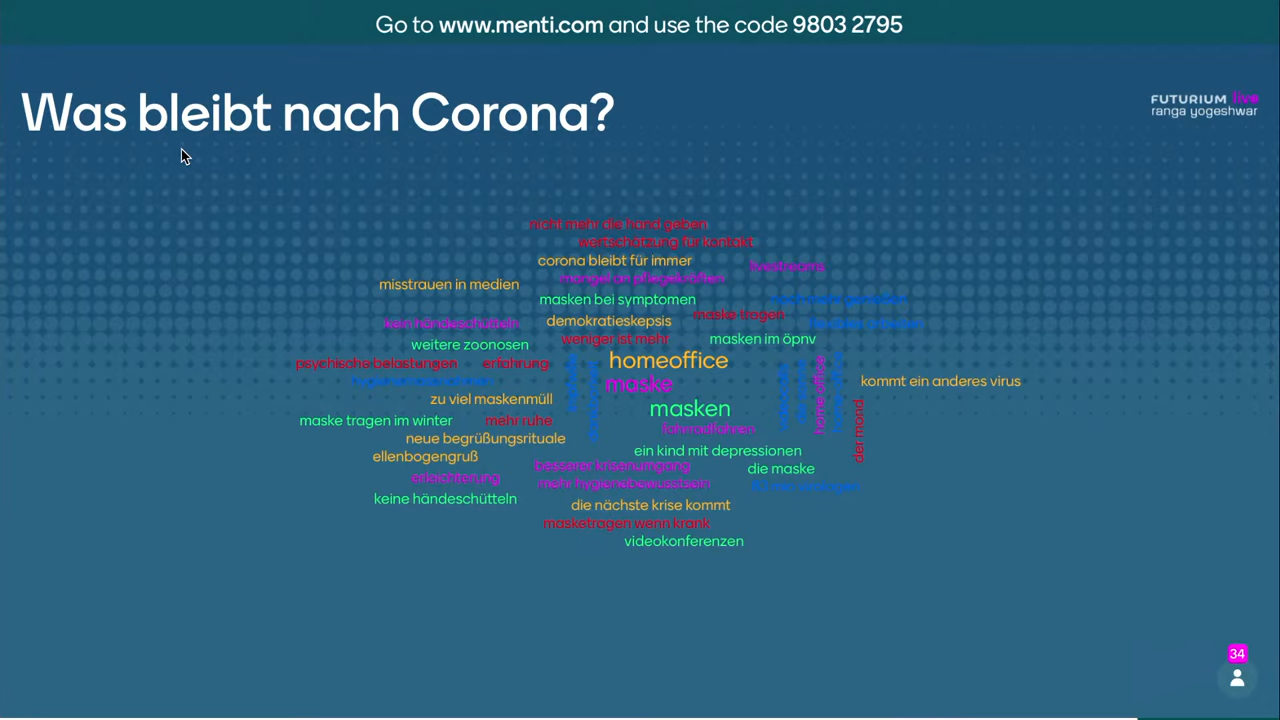 Go to www.menti.com and use the code 9803 2795
Was bleibt nach Corona?
FUTURIUM live
ranga yogeshwar
nicht mehr die hand geben
wertschätzung für kontakt
corona bleibt für immer
livestreams
mangel an pflegekräften
misstrauen in medien
masken bei symptomen
maske tragen
demokratieskepsis
kein händeschütteln
weniger ist mehr
masken im öpnv
weitere zoonosen
homeoffice
psychische belastungen
erfahrung
maske
kommt ein anderes virus
zu viel maskenmüll
masken
home office
der mond
maske tragen im winter
mehr ruhe
fahrradfahren
neue begrüßungsrituale
ein kind mit depressionen
ellenbogengruß
besserer krisenumgang
die maske
erleichterung
mehr hygienebewusstsein
keine händeschütteln
die nächste krise kommt
masketragen wenn krank
videokonferenzen
34